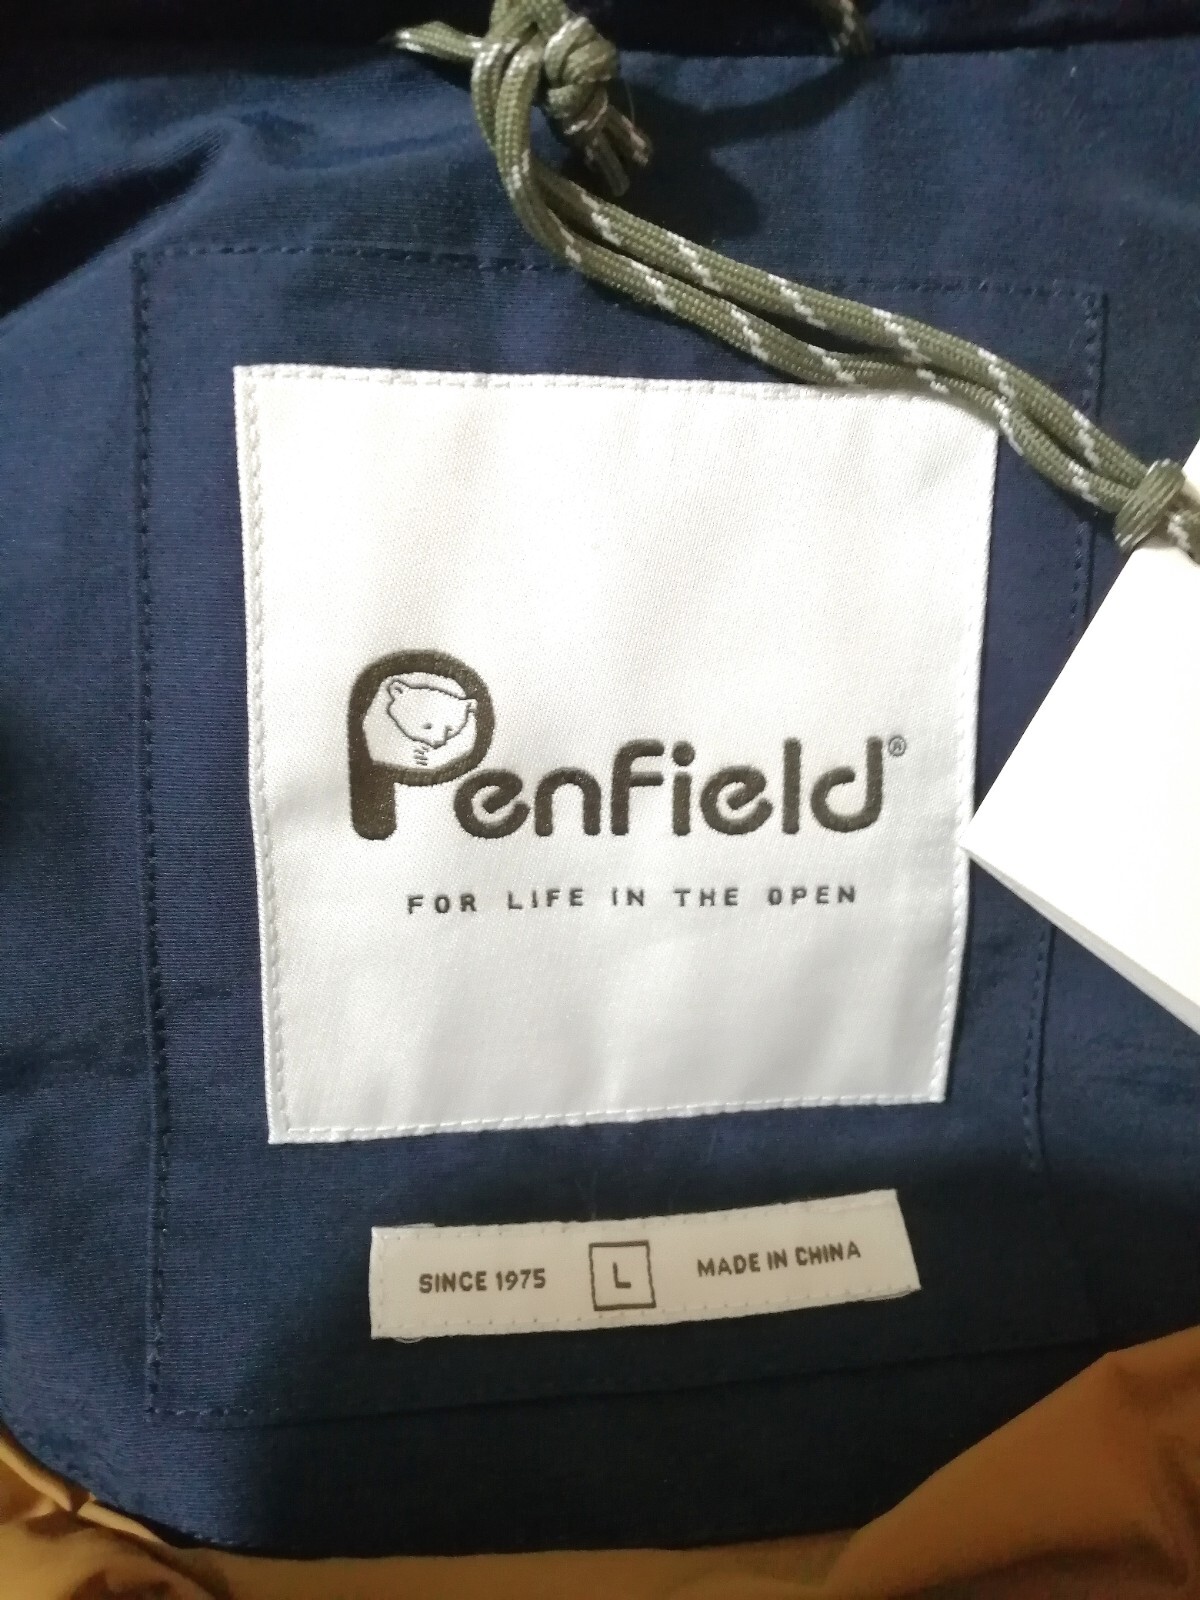 Penfield®
FOR LIFE IN THE OPEN
SINCE 1975 L MADE IN CHINA